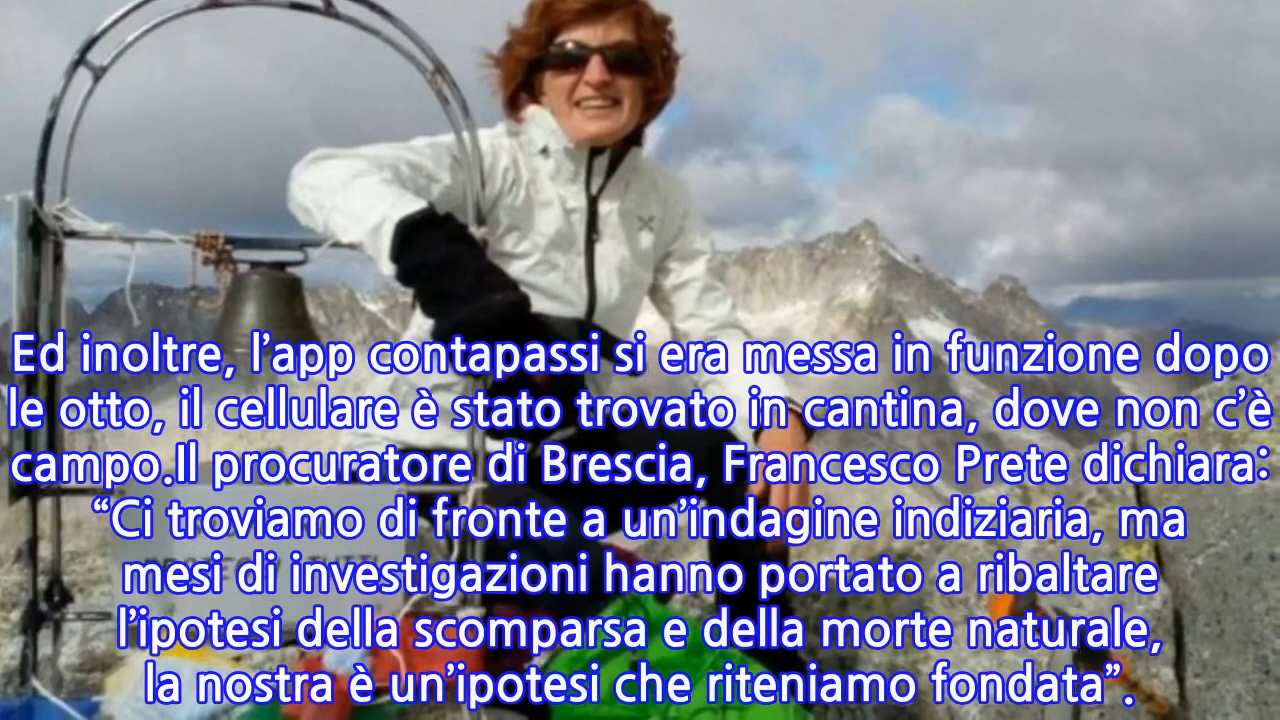 Ed inoltre, l’app contapassi si era messa in funzione dopo
le otto, il cellulare è stato trovato in cantina, dove non c’è
campo.Il procuratore di Brescia, Francesco Prete dichiara:
“Ci troviamo di fronte a un’indagine indiziaria, ma
mesi di investigazioni hanno portato a ribaltare
l’ipotesi della scomparsa e della morte naturale,
la nostra è un’ipotesi che riteniamo fondata”.